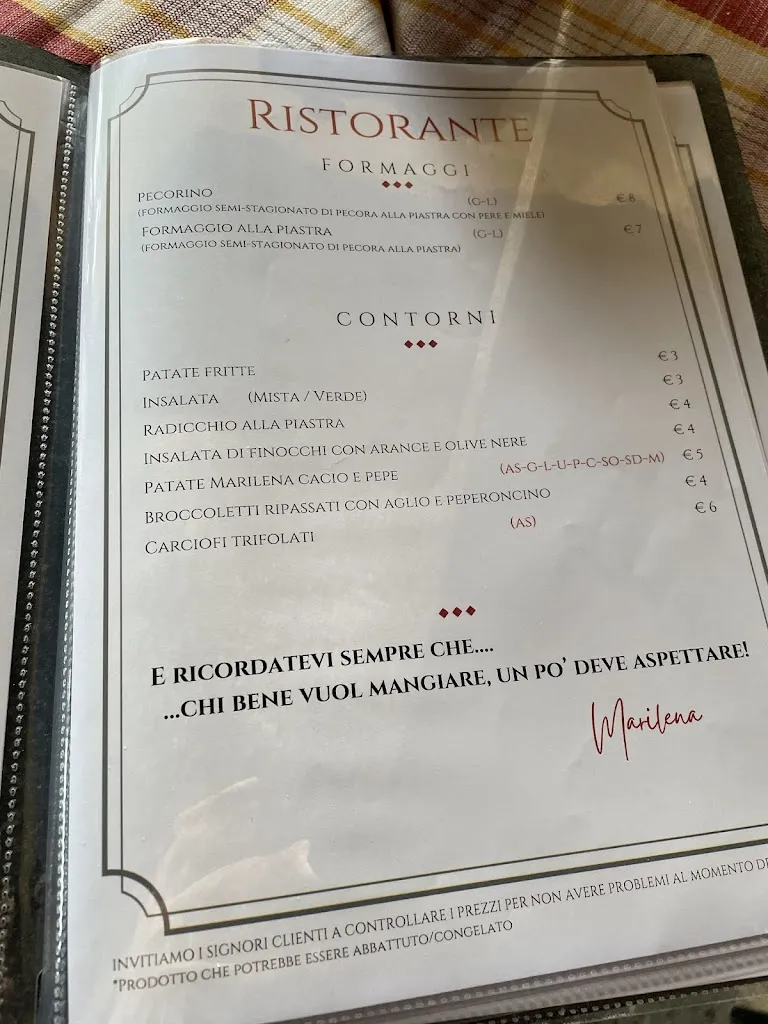 RISTORANTE
FORMAGGI
PECORINO (G-L) €8
(FORMAGGIO SEMI-STAGIONATO DI PECORA ALLA PIASTRA CON PERE E MIELE)
FORMAGGIO ALLA PIASTRA (G-L) €7
(FORMAGGIO SEMI-STAGIONATO DI PECORA ALLA PIASTRA)
CONTORNI
PATATE FRITTE €3
INSALATA (MISTA / VERDE) €3
RADICCHIO ALLA PIASTRA €4
INSALATA DI FINOCCHI CON ARANCE E OLIVE NERE €4
PATATE MARILENA CACIO E PEPE (AS-G-L-U-P-C-SO-SD-M) €5
BROCCOLETTI RIPASSATI CON AGLIO E PEPERONCINO €4
CARCIOFI TRIFOLATI (AS) €6
E RICORDATEVI SEMPRE CHE....
...CHI BENE VUOL MANGIARE, UN PO' DEVE ASPETTARE!
Marilena
INVITIAMO I SIGNORI CLIENTI A CONTROLLARE I PREZZI PER NON AVERE PROBLEMI AL MOMENTO
*PRODOTTO CHE POTREBBE ESSERE ABBATTUTO/CONGELATO